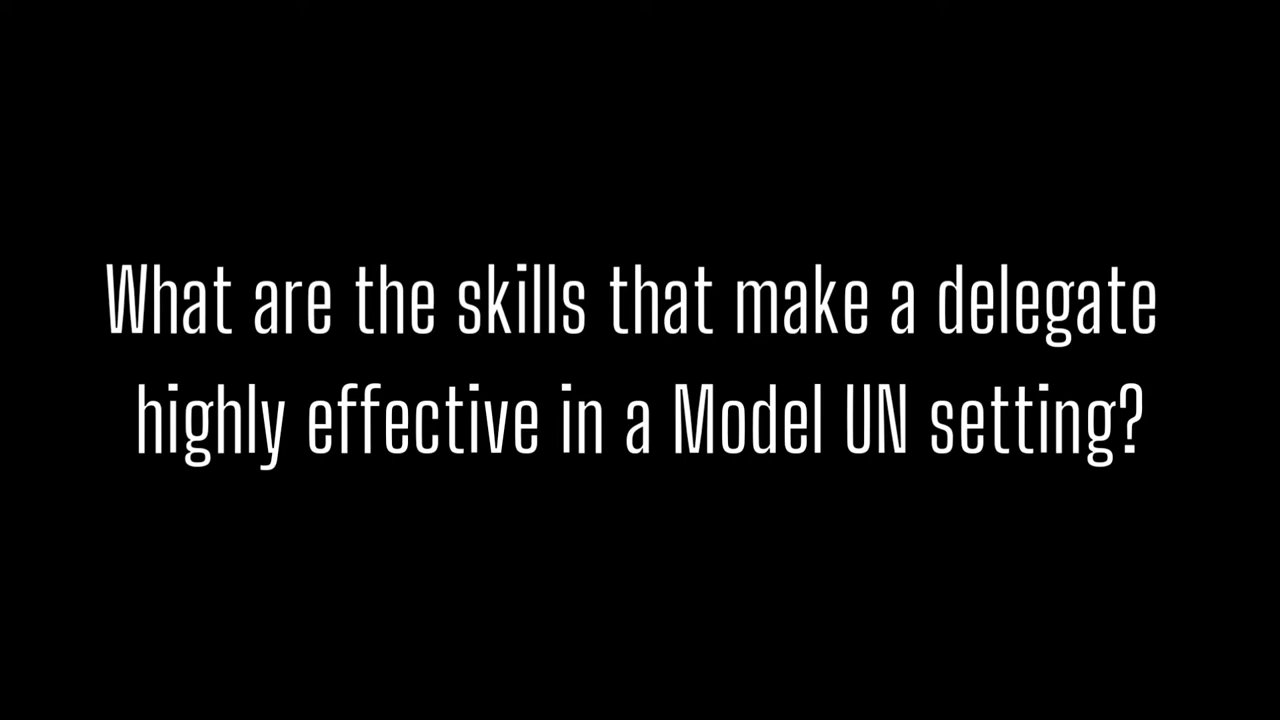 What are the skills that make a delegate
highly effective in a Model UN setting?